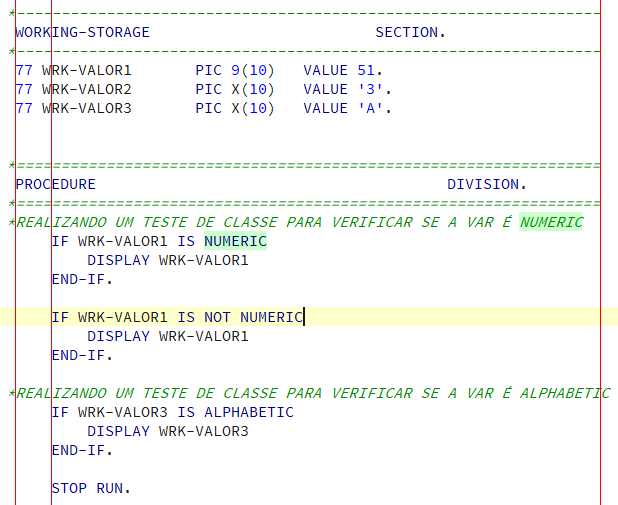 *-----------------------------------------------------------------
WORKING-STORAGE                         SECTION.
*-----------------------------------------------------------------
77 WRK-VALOR1       PIC 9(10)   VALUE 51.
77 WRK-VALOR2       PIC X(10)   VALUE '3'.
77 WRK-VALOR3       PIC X(10)   VALUE 'A'.
*=================================================================
PROCEDURE                                       DIVISION.
*=================================================================
*REALIZANDO UM TESTE DE CLASSE PARA VERIFICAR SE A VAR É NUMERIC
    IF WRK-VALOR1 IS NUMERIC
        DISPLAY WRK-VALOR1
    END-IF.
    IF WRK-VALOR1 IS NOT NUMERIC
        DISPLAY WRK-VALOR1
    END-IF.
*REALIZANDO UM TESTE DE CLASSE PARA VERIFICAR SE A VAR É ALPHABETIC
    IF WRK-VALOR3 IS ALPHABETIC
        DISPLAY WRK-VALOR3
    END-IF.
    STOP RUN.